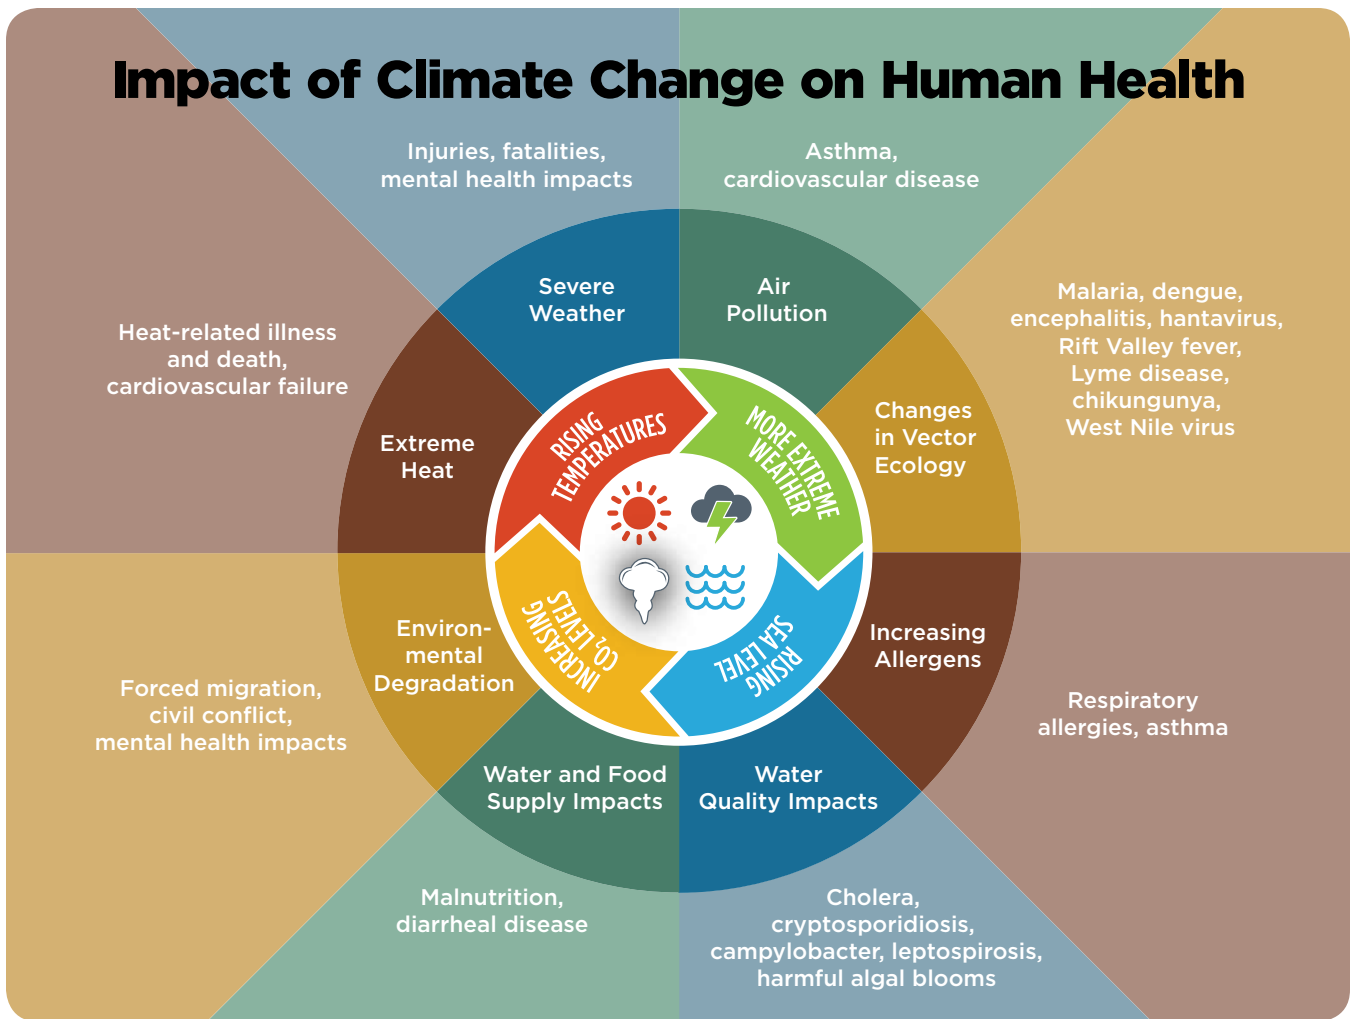 Impact of Climate Change on Human Health
Injuries, fatalities,
mental health impacts
Asthma,
cardiovascular disease
Severe
Weather
Air
Pollution
Malaria, dengue,
encephalitis, hantavirus,
Rift Valley fever,
Lyme disease,
chikungunya,
West Nile virus
Heat-related illness
and death,
cardiovascular failure
Extreme
Heat
Changes
in Vector
Ecology
RISING
TEMPERATURES
MORE EXTREME
WEATHER
INCREASING
CO₂ LEVELS
RISING
SEA LEVEL
Environ-
mental
Degradation
Increasing
Allergens
Forced migration,
civil conflict,
mental health impacts
Respiratory
allergies, asthma
Water and Food
Supply Impacts
Water
Quality Impacts
Malnutrition,
diarrheal disease
Cholera,
cryptosporidiosis,
campylobacter, leptospirosis,
harmful algal blooms